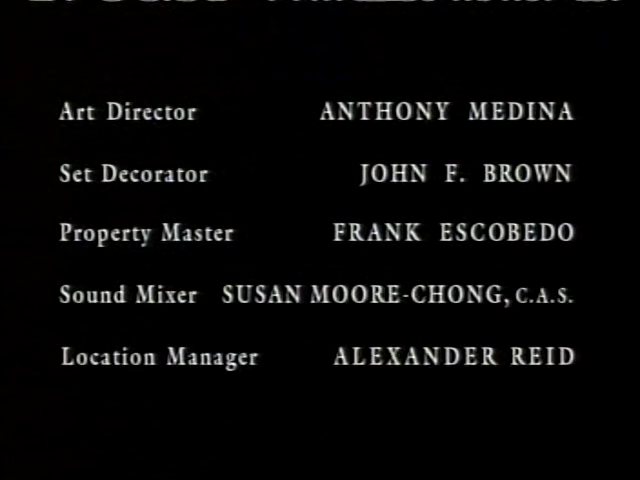 Art Director ANTHONY MEDINA
Set Decorator JOHN F. BROWN
Property Master FRANK ESCOBEDO
Sound Mixer SUSAN MOORE-CHONG, C.A.S.
Location Manager ALEXANDER REID